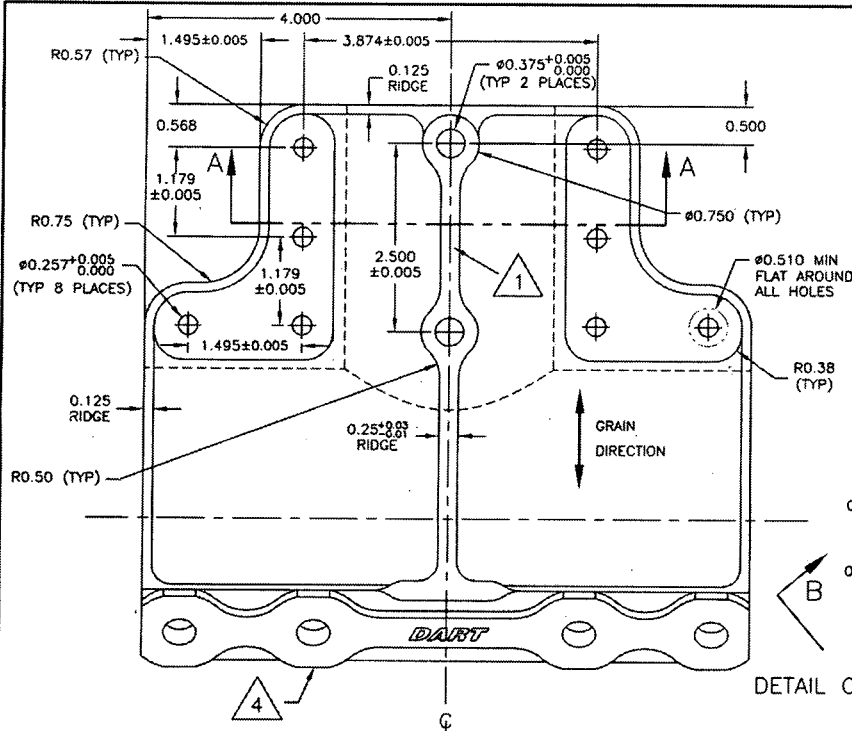 4.000
1.495±0.005
3.874±0.005
R0.57 (TYP)
0.125
RIDGE
ø0.375+0.005
0.000
(TYP 2 PLACES)
0.568
0.500
A
A
1.179
±0.005
R0.75 (TYP)
ø0.750 (TYP)
2.500
±0.005
1
ø0.257+0.005
0.000
(TYP 8 PLACES)
1.179
±0.005
ø0.510 MIN
FLAT AROUND
ALL HOLES
1.495±0.005
R0.38
(TYP)
0.125
RIDGE
0.25+0.03
-0.01
RIDGE
GRAIN
DIRECTION
R0.50 (TYP)
B
DART
DETAIL C
4
℄